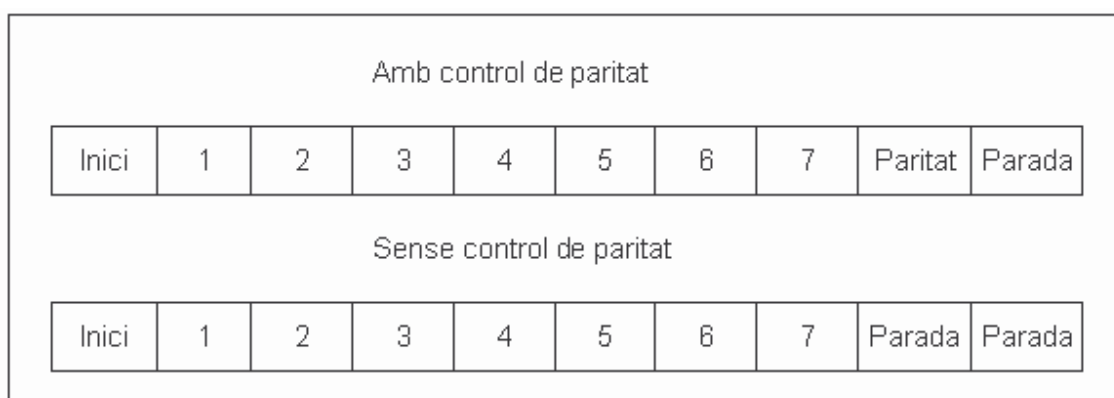 Amb control de paritat
Inici 1 2 3 4 5 6 7 Paritat Parada
Sense control de paritat
Inici 1 2 3 4 5 6 7 Parada Parada